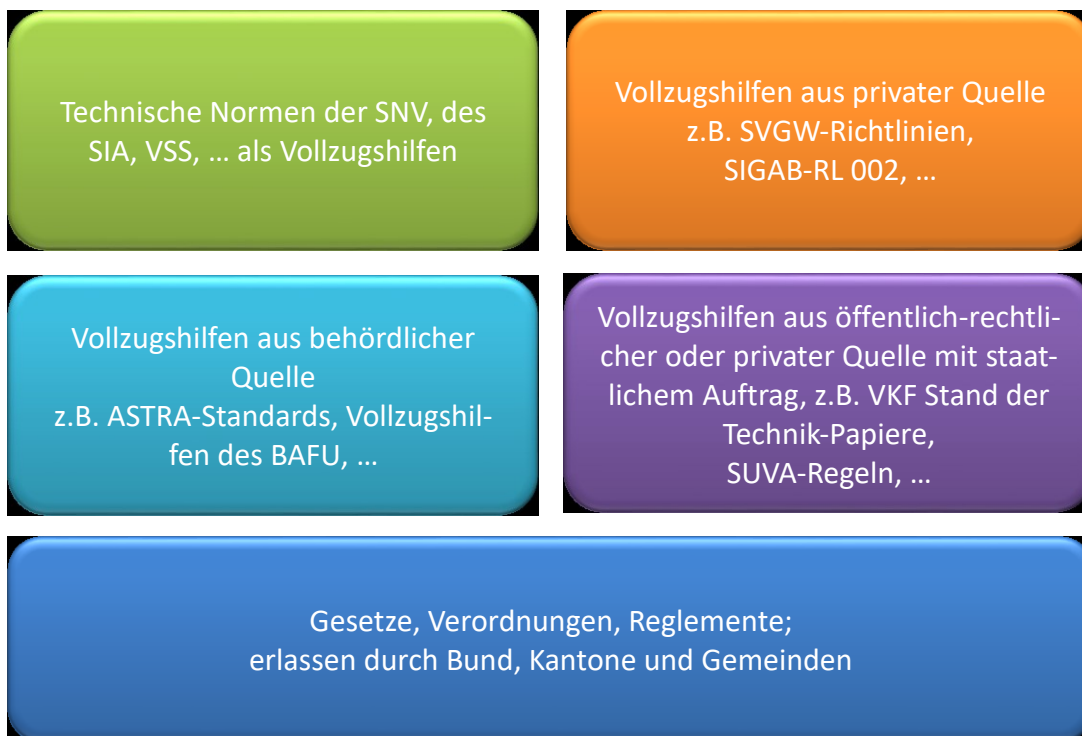 Technische Normen der SNV, des
SIA, VSS, … als Vollzugshilfen
Vollzugshilfen aus privater Quelle
z.B. SVGW-Richtlinien,
SIGAB-RL 002, …
Vollzugshilfen aus behördlicher
Quelle
z.B. ASTRA-Standards, Vollzugshil-
fen des BAFU, …
Vollzugshilfen aus öffentlich-rechtli-
cher oder privater Quelle mit staat-
lichem Auftrag, z.B. VKF Stand der
Technik-Papiere,
SUVA-Regeln, …
Gesetze, Verordnungen, Reglemente;
erlassen durch Bund, Kantone und Gemeinden